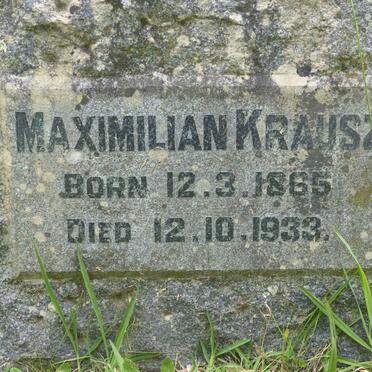 MAXIMILIAN KRAUSZ
BORN 12.3.1865
DIED 12.10.1933.